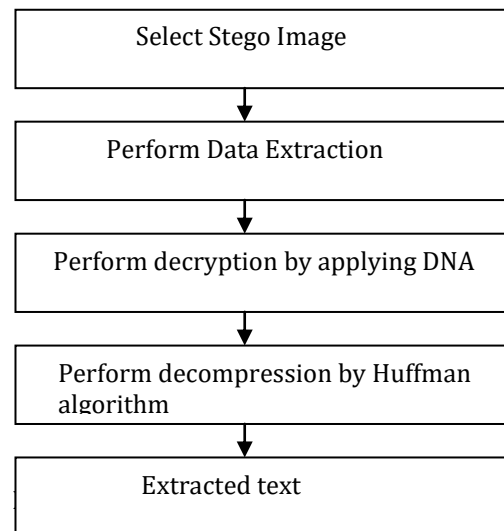 Select Stego Image
Perform Data Extraction
Perform decryption by applying DNA
Perform decompression by Huffman
algorithm
Extracted text